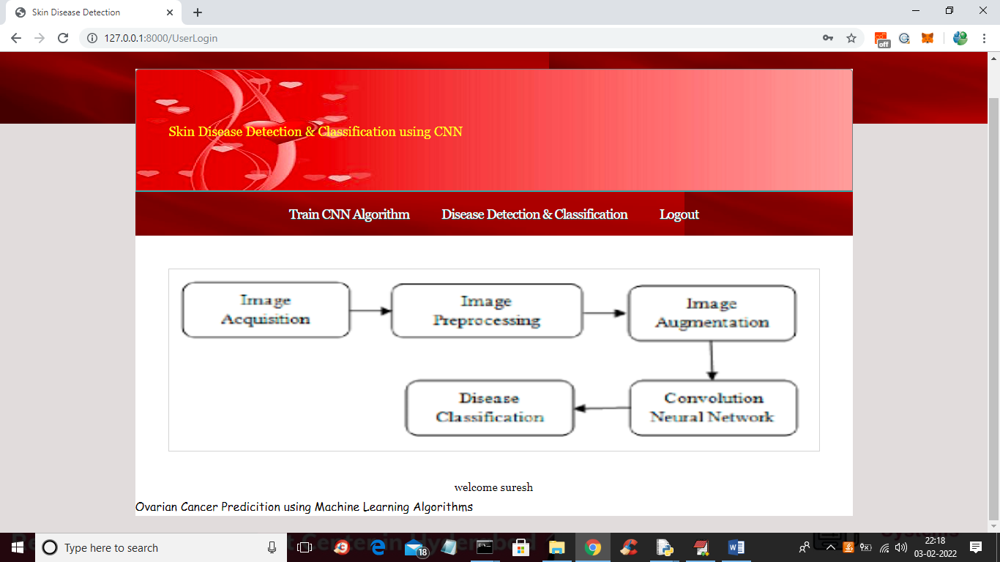 Skin Disease Detection
127.0.0.1:8000/UserLogin
off
Skin Disease Detection & Classification using CNN
Train CNN Algorithm Disease Detection & Classification Logout
Image
Acquisition
Image
Preprocessing
Image
Augmentation
Disease
Classification
Convolution
Neural Network
welcome suresh
Ovarian Cancer Predicition using Machine Learning Algorithms
Type here to search
18
22:18
03-02-2022